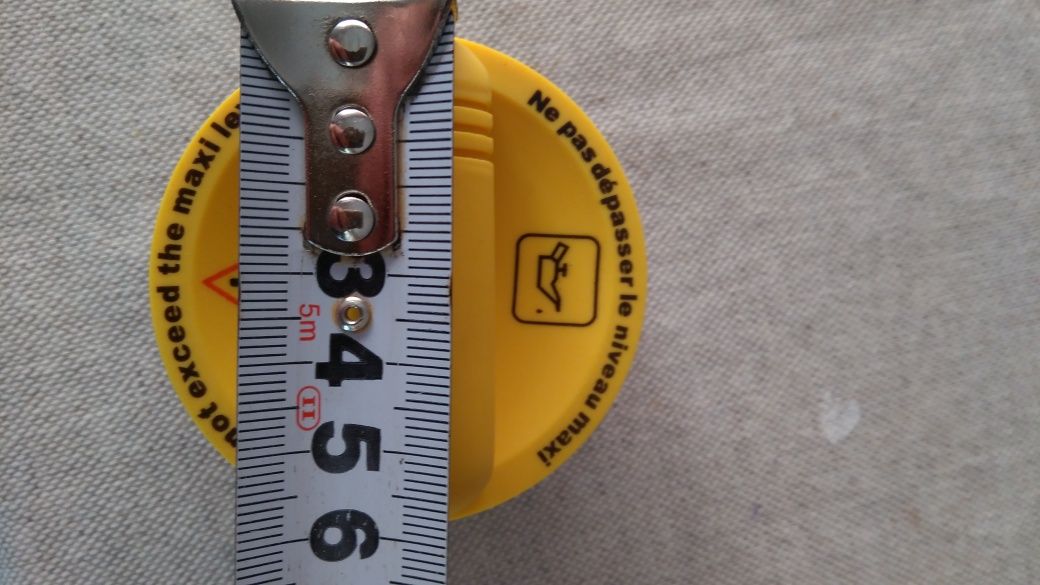 not exceed the maxi le
Ne pas dépasser le niveau maxi
3
5m
4
II
5
6